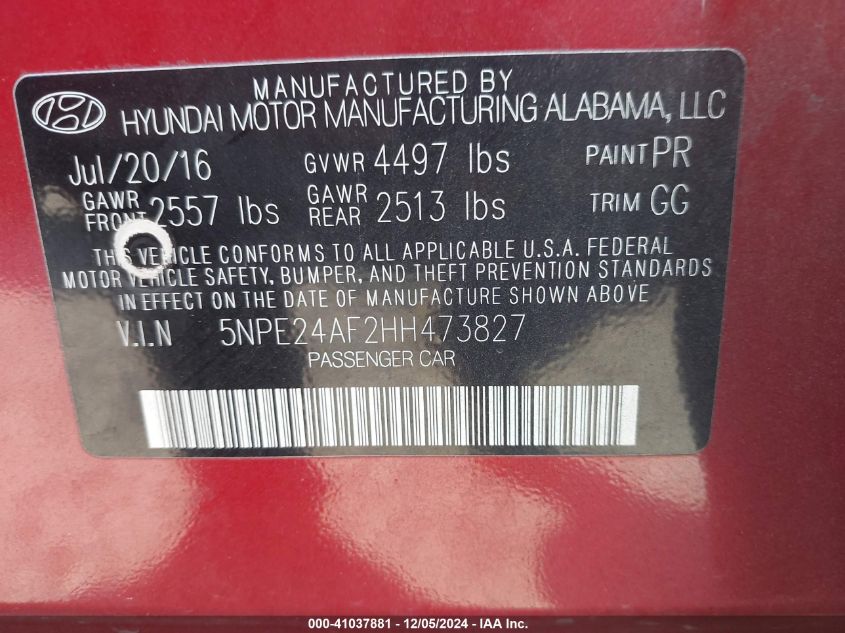 MANUFACTURED BY
HYUNDAI MOTOR MANUFACTURING ALABAMA, LLC
Jul/20/16 GVWR 4497 lbs PAINT PR
GAWR FRONT 2557 lbs GAWR REAR 2513 lbs TRIM GG
THIS VEHICLE CONFORMS TO ALL APPLICABLE U.S.A. FEDERAL
MOTOR VEHICLE SAFETY, BUMPER, AND THEFT PREVENTION STANDARDS
IN EFFECT ON THE DATE OF MANUFACTURE SHOWN ABOVE.
V.I.N 5NPE24AF2HH473827
PASSENGER CAR
000-41037881 - 12/05/2024 - IAA Inc.